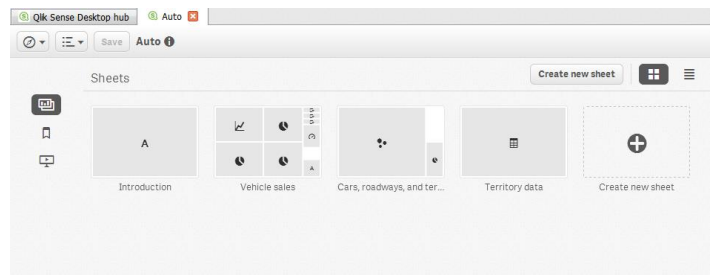 Qlik Sense Desktop hub
Auto
Save
Auto
Sheets
Create new sheet
A
A
Introduction
Vehicle sales
Cars, roadways, and ter...
Territory data
Create new sheet